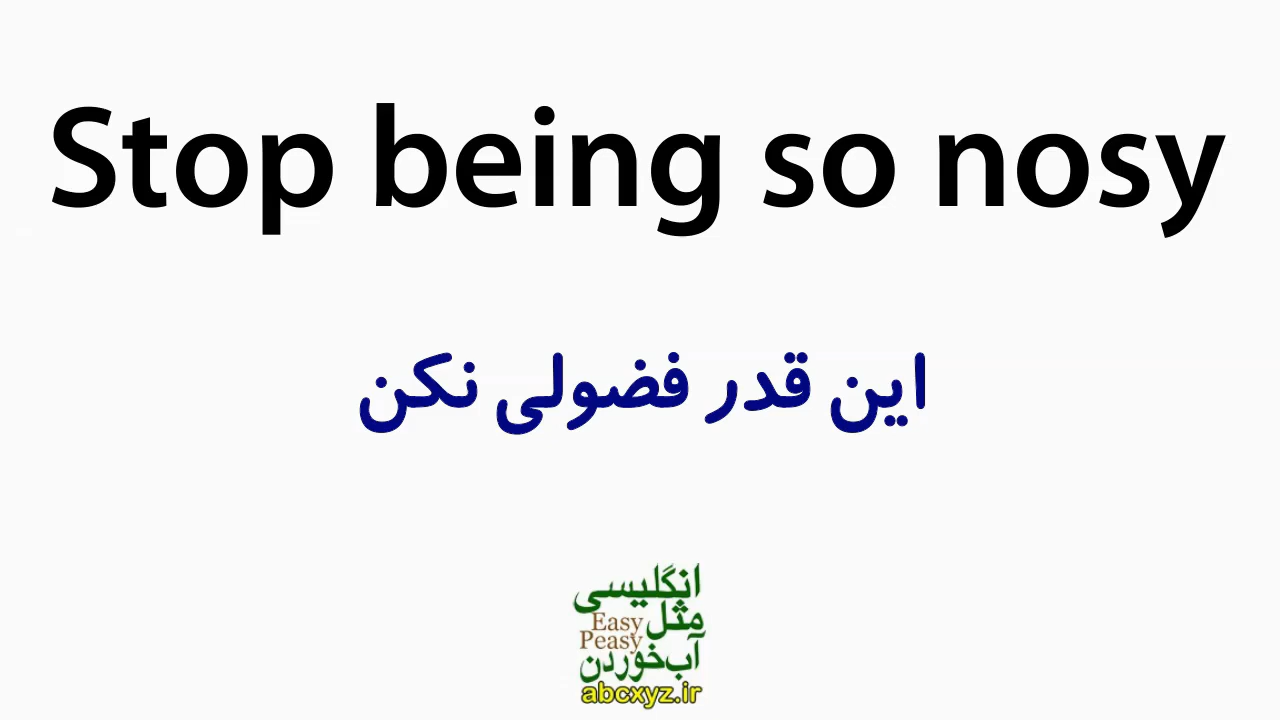 Stop being so nosy
این قدر فضولی نکن
انگلیسی
مثل
Easy
Peasy
آب‌خوردن
abcxyz.ir